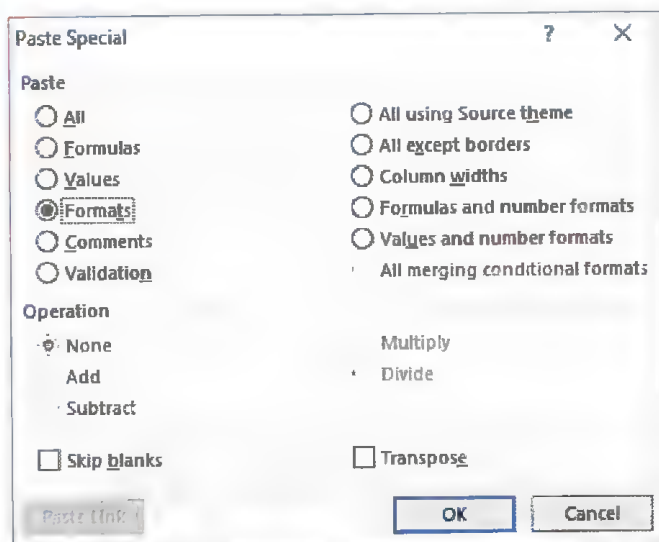 Paste Special ? ×
Paste
All
Formulas
Values
Formats
Comments
Validation
All using Source theme
All except borders
Column widths
Formulas and number formats
Values and number formats
All merging conditional formats
Operation
None
Add
Subtract
Multiply
Divide
Skip blanks
Transpose
Paste Link
OK
Cancel